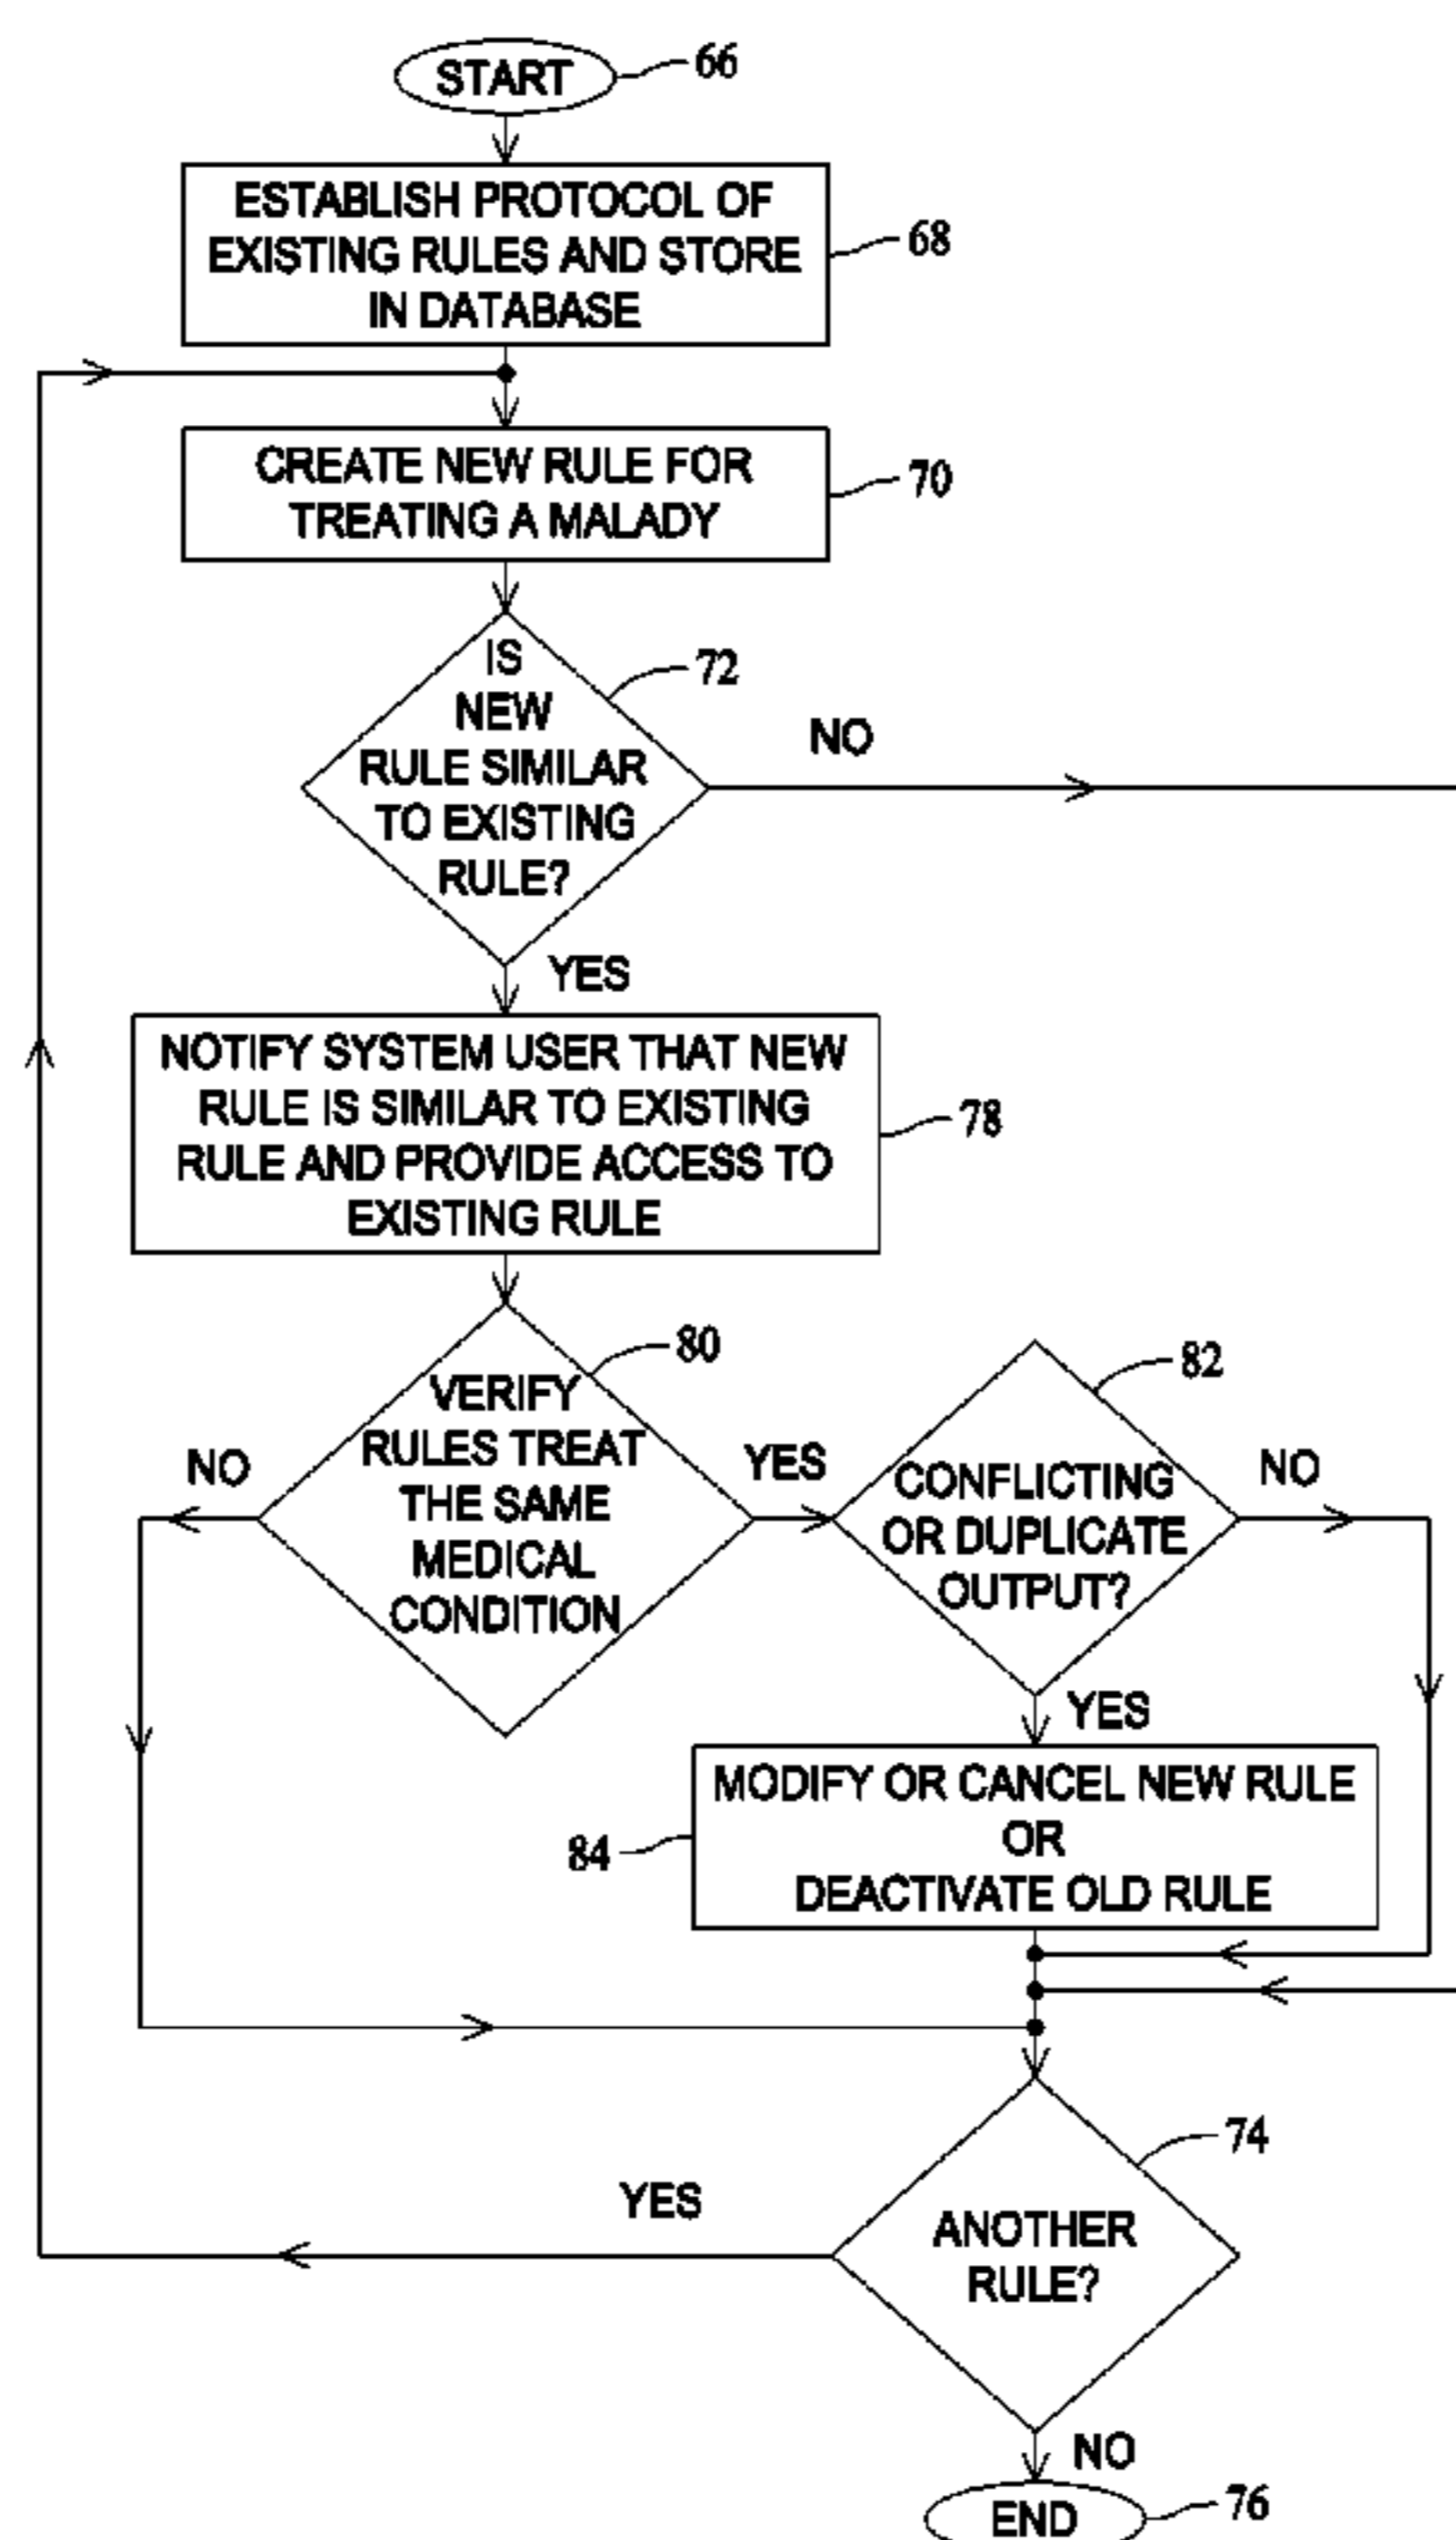 START
66
ESTABLISH PROTOCOL OF
EXISTING RULES AND STORE
IN DATABASE
68
CREATE NEW RULE FOR
TREATING A MALADY
70
IS
NEW
RULE SIMILAR
TO EXISTING
RULE?
72
NO
YES
NOTIFY SYSTEM USER THAT NEW
RULE IS SIMILAR TO EXISTING
RULE AND PROVIDE ACCESS TO
EXISTING RULE
78
VERIFY
RULES TREAT
THE SAME
MEDICAL
CONDITION
80
NO
YES
CONFLICTING
OR DUPLICATE
OUTPUT?
82
NO
YES
MODIFY OR CANCEL NEW RULE
OR
DEACTIVATE OLD RULE
84
ANOTHER
RULE?
74
YES
NO
END
76